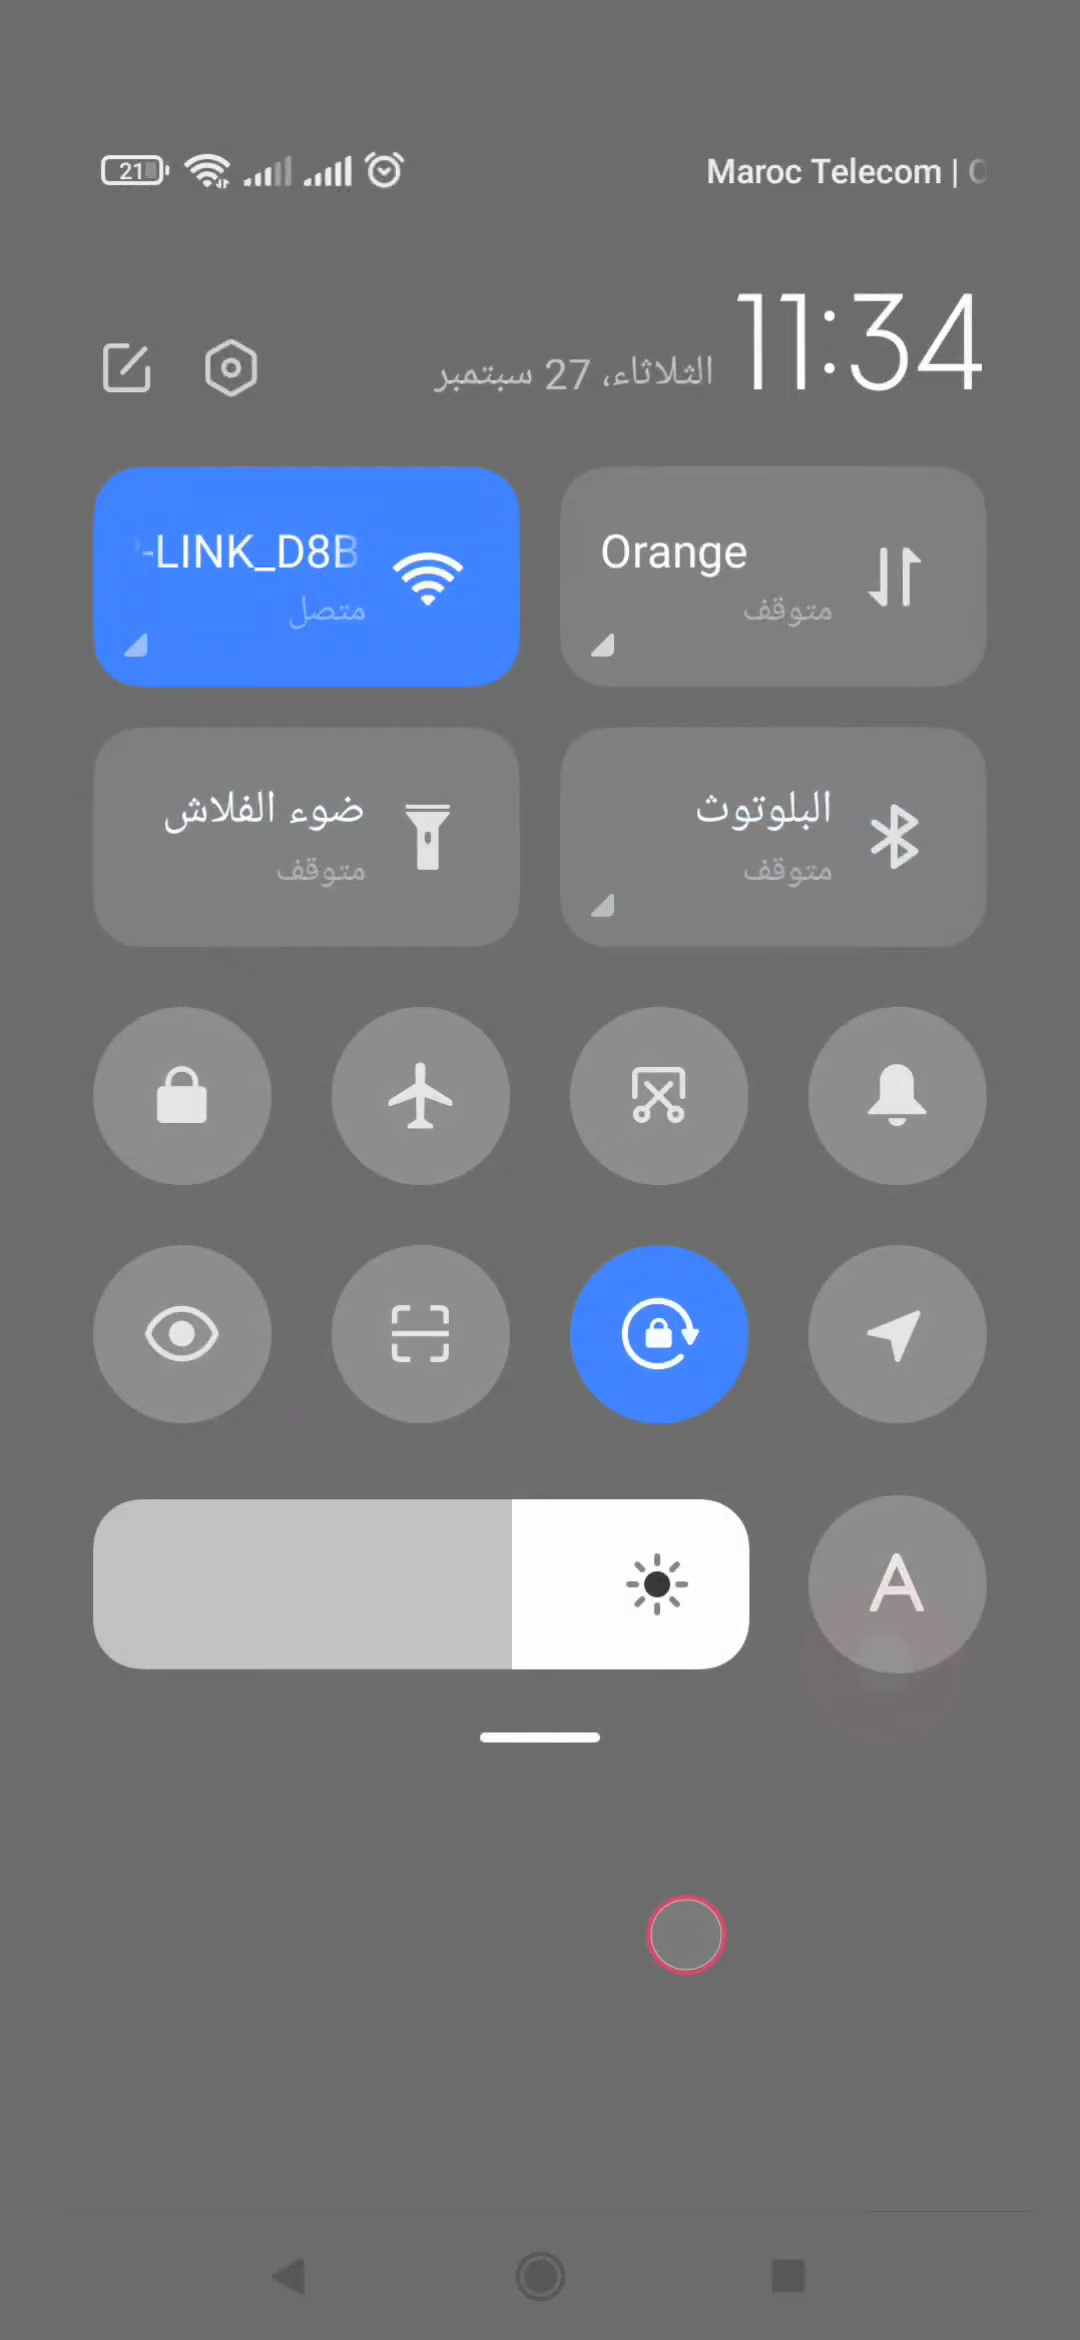 21
Maroc Telecom |
11:34
الثلاثاء، 27 سبتمبر
Orange
متوقف
-LINK_D8B
متصل
البلوتوث
متوقف
ضوء الفلاش
متوقف
A